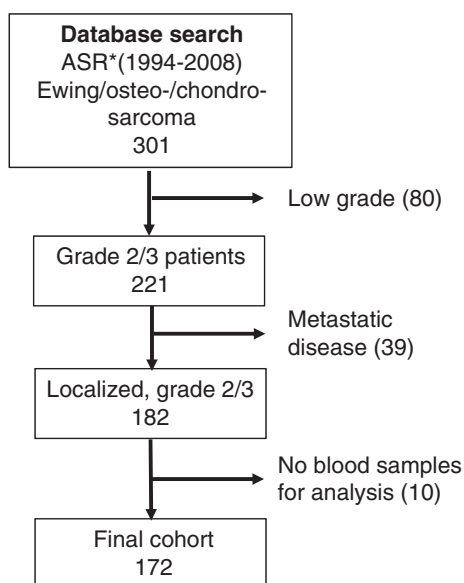 Database search
ASR*(1994-2008)
Ewing/osteo-/chondro-
sarcoma
301
Low grade (80)
Grade 2/3 patients
221
Metastatic
disease (39)
Localized, grade 2/3
182
No blood samples
for analysis (10)
Final cohort
172